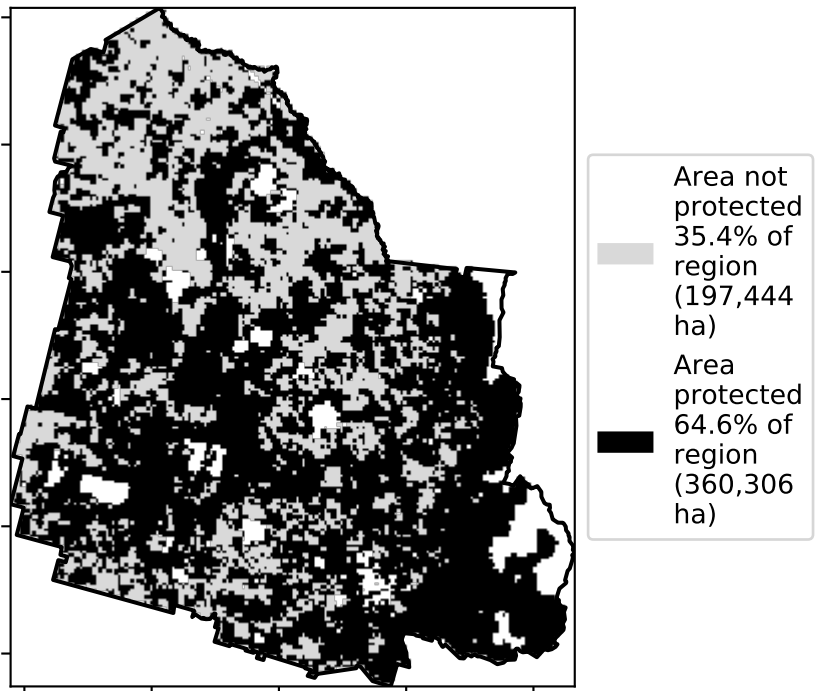 Area not
protected
35.4% of
region
(197,444
ha)
Area
protected
64.6% of
region
(360,306
ha)